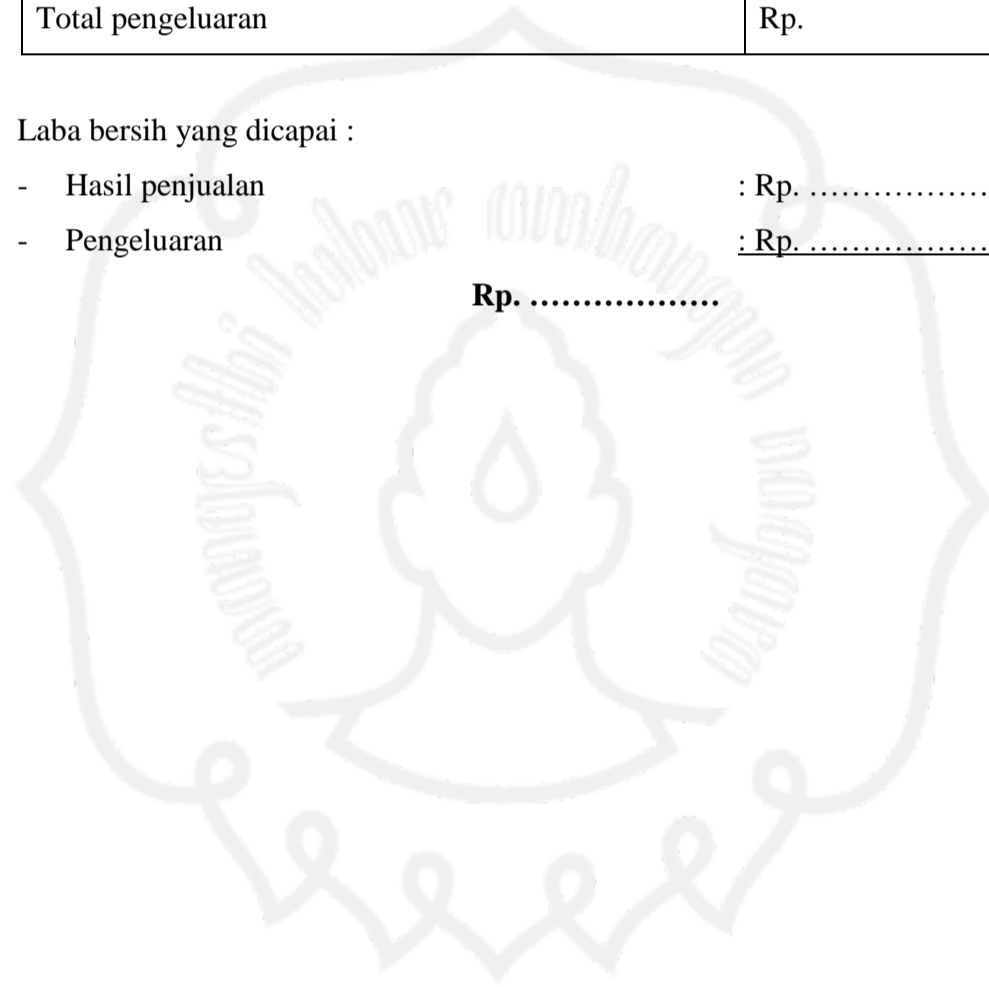 Total pengeluaran Rp.
Laba bersih yang dicapai :
- Hasil penjualan : Rp. ………………
- Pengeluaran : Rp. ………………
Rp. ………………